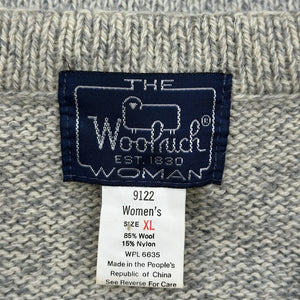 THE
Woolrich®
EST. 1830
WOMAN
9122
Women's
SIZE XL
85% Wool
15% Nylon
WPL 6635
Made in the People's
Republic of China
See Reverse For Care